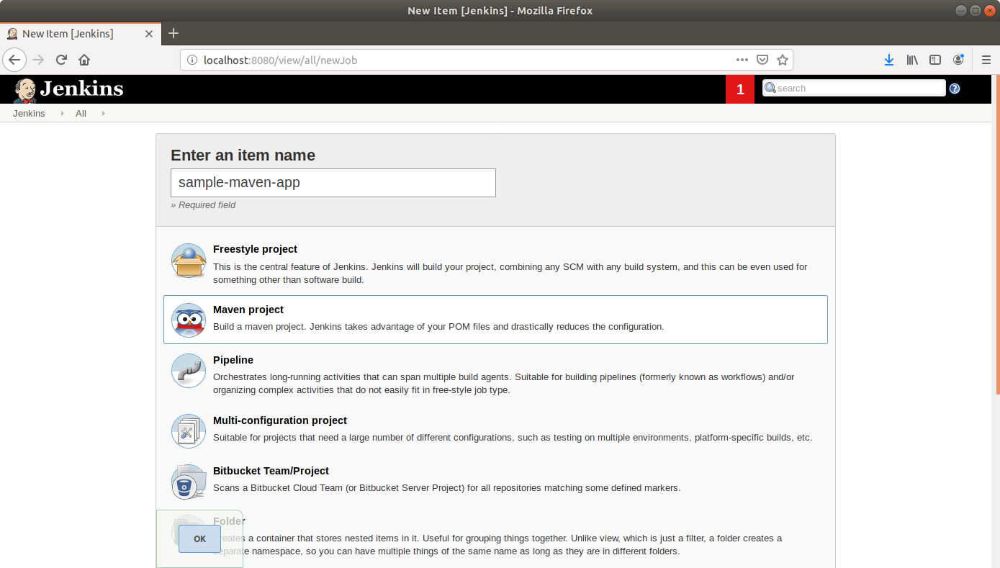 New Item [Jenkins] - Mozilla Firefox
New Item [Jenkins]
localhost:8080/view/all/newJob
Jenkins
1
search
Jenkins
All
Enter an item name
sample-maven-app
» Required field
Freestyle project
This is the central feature of Jenkins. Jenkins will build your project, combining any SCM with any build system, and this can be even used for
something other than software build.
Maven project
Build a maven project. Jenkins takes advantage of your POM files and drastically reduces the configuration.
Pipeline
Orchestrates long-running activities that can span multiple build agents. Suitable for building pipelines (formerly known as workflows) and/or
organizing complex activities that do not easily fit in free-style job type.
Multi-configuration project
Suitable for projects that need a large number of different configurations, such as testing on multiple environments, platform-specific builds, etc.
Bitbucket Team/Project
Scans a Bitbucket Cloud Team (or Bitbucket Server Project) for all repositories matching some defined markers.
Folder
OK
Creates a container that stores nested items in it. Useful for grouping things together. Unlike view, which is just a filter, a folder creates a
separate namespace, so you can have multiple things of the same name as long as they are in different folders.